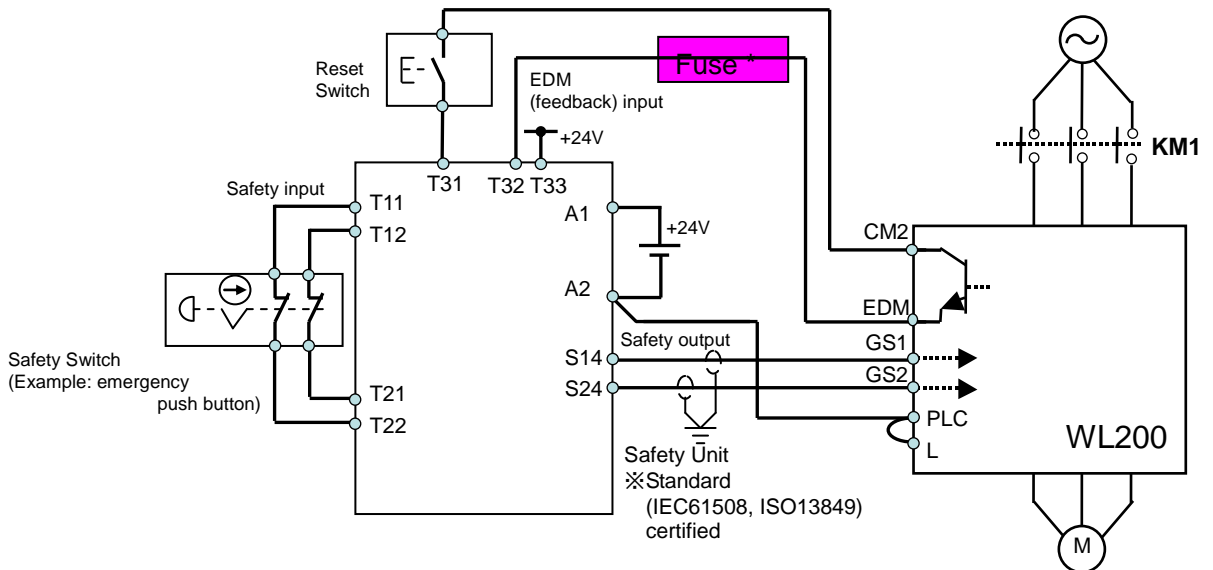 Reset
Switch
EDM
(feedback) input
Fuse *
+24V
KM1
T31
T32
T33
Safety input
T11
T12
A1
+24V
A2
CM2
EDM
Safety output
GS1
GS2
S14
S24
PLC
L
WL200
Safety Switch
(Example: emergency
push button)
T21
T22
Safety Unit
※Standard
(IEC61508, ISO13849)
certified
M